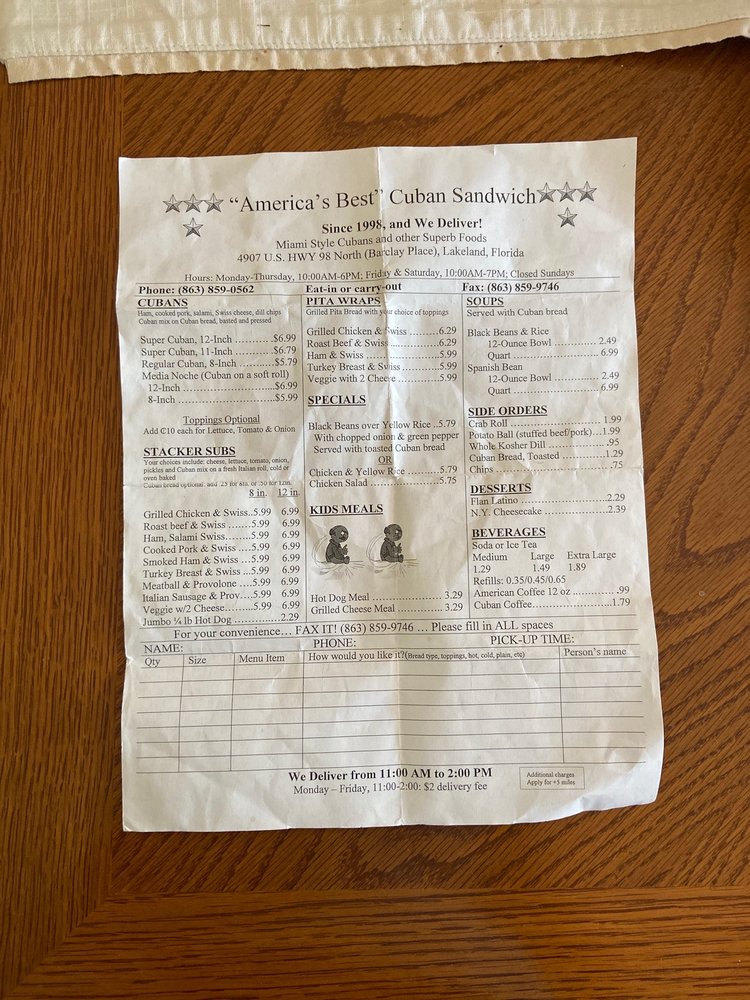 "America's Best" Cuban Sandwich
Since 1998, and We Deliver!
Miami Style Cubans and other Superb Foods
4907 U.S. HWY 98 North (Barclay Place), Lakeland, Florida
Hours: Monday-Thursday, 10:00AM-6PM; Friday & Saturday, 10:00AM-7PM; Closed Sundays
Phone: (863) 859-0562 Eat-in or carry-out Fax: (863) 859-9746
CUBANS
Ham, cooked pork, salami, Swiss cheese, dill chips
Cuban mix on Cuban bread, basted and pressed
Super Cuban, 12-Inch ............$6.99
Super Cuban, 11-Inch ............$6.79
Regular Cuban, 8-Inch ..........$5.79
Media Noche (Cuban on a soft roll)
12-Inch ..........................$6.99
8-Inch ..........................$5.99
Toppings Optional
Add ₵10 each for Lettuce, Tomato & Onion
STACKER SUBS
Your choices include: cheese, lettuce, tomato, onion,
pickles and Cuban mix on a fresh Italian roll, cold or
oven baked
Cuban bread optional: add .25 for 8in. or .50 for 12in.
8 in. 12 in.
Grilled Chicken & Swiss..5.99 6.99
Roast beef & Swiss .......5.99 6.99
Ham, Salami Swiss........5.99 6.99
Cooked Pork & Swiss ....5.99 6.99
Smoked Ham & Swiss ...5.99 6.99
Turkey Breast & Swiss ...5.99 6.99
Meatball & Provolone ....5.99 6.99
Italian Sausage & Prov....5.99 6.99
Veggie w/2 Cheese........5.99 6.99
Jumbo ¼ lb Hot Dog ..................2.29
PITA WRAPS
Grilled Pita Bread with your choice of toppings
Grilled Chicken & Swiss ........6.29
Roast Beef & Swiss ...............6.29
Ham & Swiss ........................5.99
Turkey Breast & Swiss ..........5.99
Veggie with 2 Cheese ............5.99
SPECIALS
Black Beans over Yellow Rice ..5.79
With chopped onion & green pepper
Served with toasted Cuban bread
OR
Chicken & Yellow Rice ..........5.79
Chicken Salad ......................5.75
KIDS MEALS
Hot Dog Meal ......................... 3.29
Grilled Cheese Meal ............... 3.29
SOUPS
Served with Cuban bread
Black Beans & Rice
12-Ounce Bowl ............. 2.49
Quart ........................... 6.99
Spanish Bean
12-Ounce Bowl ............. 2.49
Quart ........................... 6.99
SIDE ORDERS
Crab Roll ............................. 1.99
Potato Ball (stuffed beef/pork)...1.99
Whole Kosher Dill ................. .95
Cuban Bread, Toasted ............1.29
Chips .................................. .75
DESSERTS
Flan Latino ..........................2.29
N.Y. Cheesecake...................2.39
BEVERAGES
Soda or Ice Tea
Medium Large Extra Large
1.29 1.49 1.89
Refills: 0.35/0.45/0.65
American Coffee 12 oz ........... .99
Cuban Coffee........................1.79
For your convenience... FAX IT! (863) 859-9746 ... Please fill in ALL spaces
NAME: PHONE: PICK-UP TIME:
Qty Size Menu Item How would you like it?(Bread type, toppings, hot, cold, plain, etc) Person's name
We Deliver from 11:00 AM to 2:00 PM
Monday – Friday, 11:00-2:00: $2 delivery fee
Additional charges
Apply for +5 miles